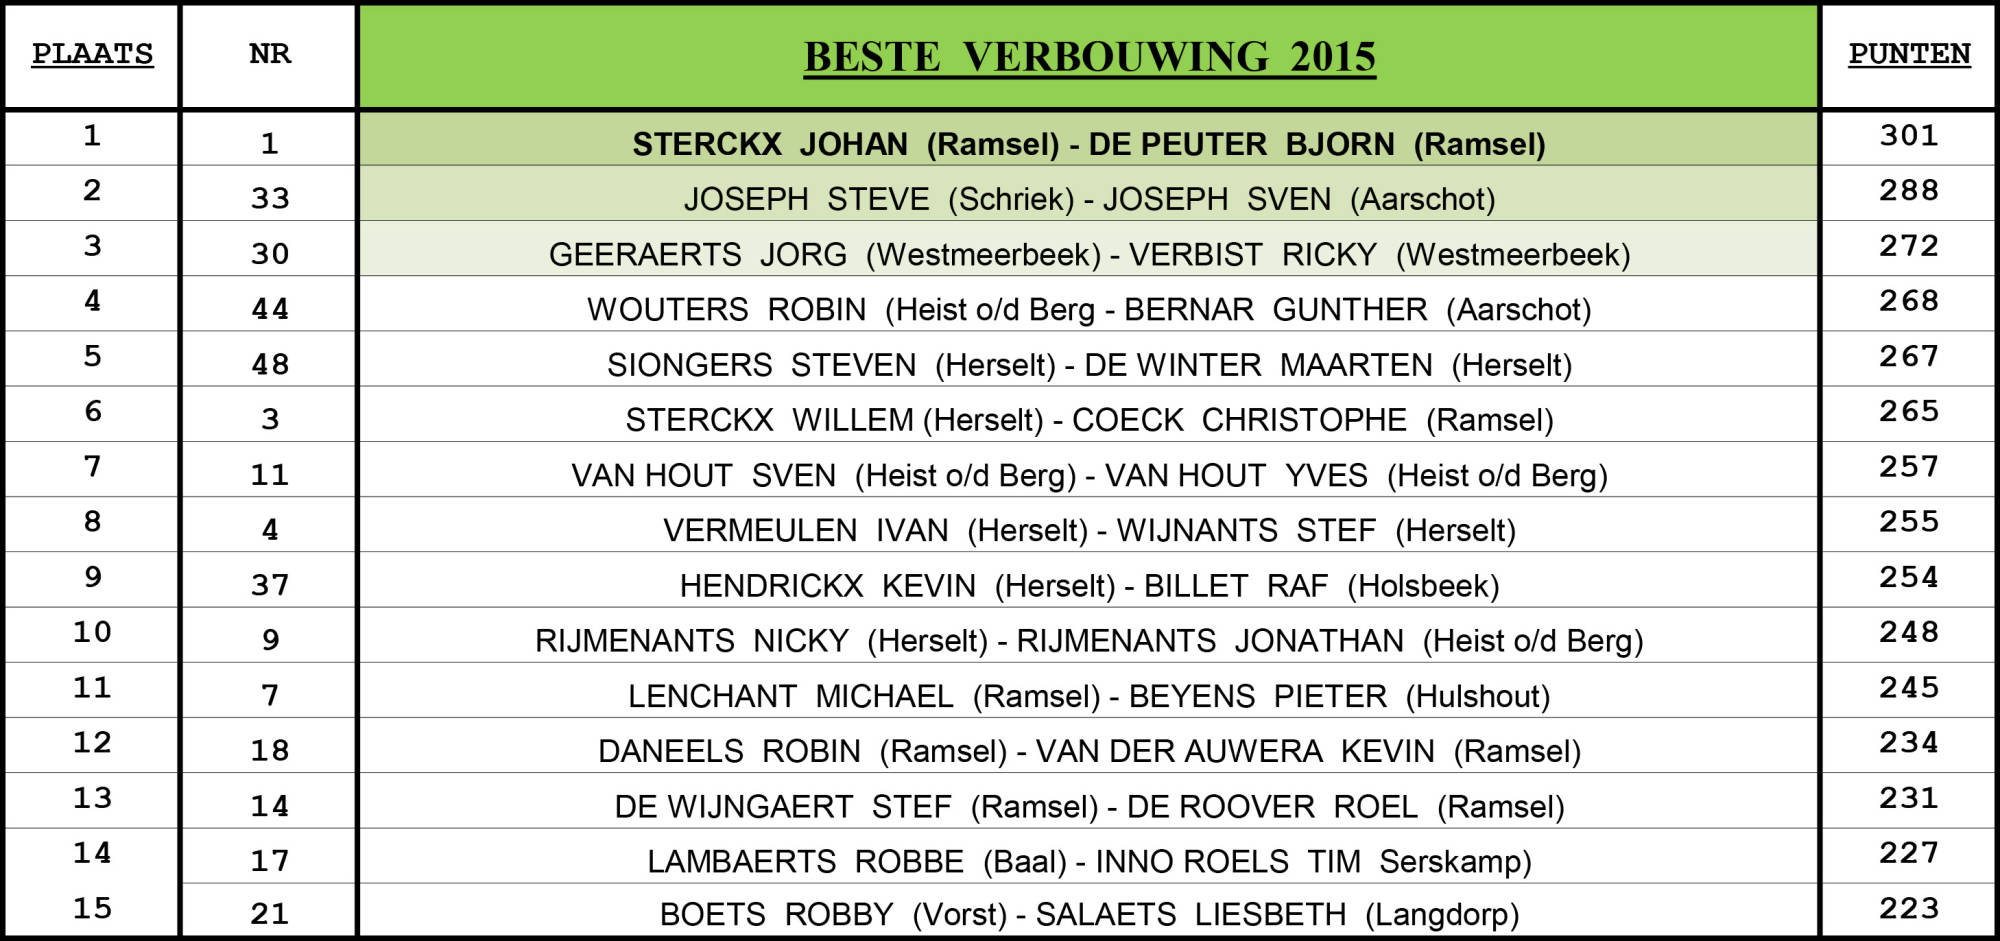 PLAATS NR BESTE VERBOUWING 2015 PUNTEN
1 1 STERCKX JOHAN (Ramsel) - DE PEUTER BJORN (Ramsel) 301
2 33 JOSEPH STEVE (Schriek) - JOSEPH SVEN (Aarschot) 288
3 30 GEERAERTS JORG (Westmeerbeek) - VERBIST RICKY (Westmeerbeek) 272
4 44 WOUTERS ROBIN (Heist o/d Berg - BERNAR GUNTHER (Aarschot) 268
5 48 SIONGERS STEVEN (Herselt) - DE WINTER MAARTEN (Herselt) 267
6 3 STERCKX WILLEM (Herselt) - COECK CHRISTOPHE (Ramsel) 265
7 11 VAN HOUT SVEN (Heist o/d Berg) - VAN HOUT YVES (Heist o/d Berg) 257
8 4 VERMEULEN IVAN (Herselt) - WIJNANTS STEF (Herselt) 255
9 37 HENDRICKX KEVIN (Herselt) - BILLET RAF (Holsbeek) 254
10 9 RIJMENANTS NICKY (Herselt) - RIJMENANTS JONATHAN (Heist o/d Berg) 248
11 7 LENCHANT MICHAEL (Ramsel) - BEYENS PIETER (Hulshout) 245
12 18 DANEELS ROBIN (Ramsel) - VAN DER AUWERA KEVIN (Ramsel) 234
13 14 DE WIJNGAERT STEF (Ramsel) - DE ROOVER ROEL (Ramsel) 231
14 17 LAMBAERTS ROBBE (Baal) - INNO ROELS TIM Serskamp) 227
15 21 BOETS ROBBY (Vorst) - SALAETS LIESBETH (Langdorp) 223